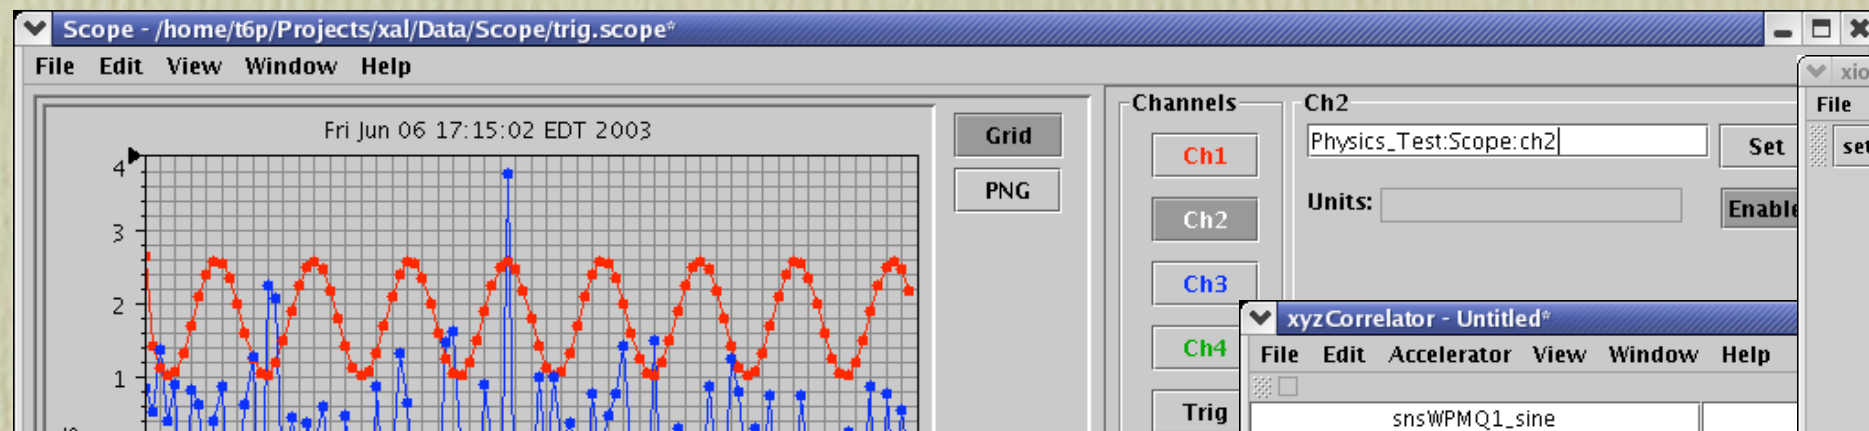 Scope - /home/t6p/Projects/xal/Data/Scope/trig.scope*
File Edit View Window Help
Fri Jun 06 17:15:02 EDT 2003
4
3
2
1
Grid
PNG
Channels
Ch1
Ch2
Ch3
Ch4
Trig
Ch2
Physics_Test:Scope:ch2
Set
Units:
Enable
xyzCorrelator - Untitled*
File Edit Accelerator View Window Help
snsWPMQ1_sine
xio
File
set